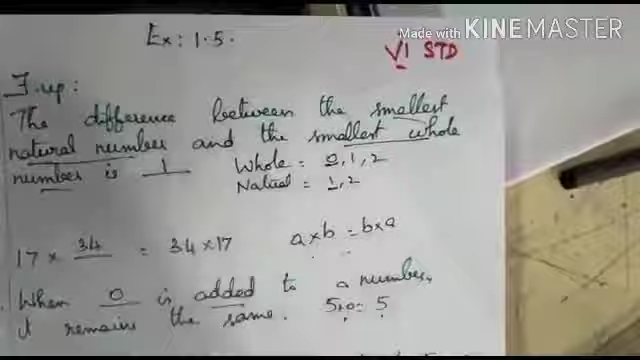 Made with KINEMASTER
Ex: 1.5.
VI STD
F.up:
The difference between the smallest
natural number and the smallest whole
number is 1
Whole = 0, 1, 2
Natural = 1, 2
17 × 34 = 34 × 17
a×b = b×a
When 0 is added to a number,
it remains the same.
5+0 = 5